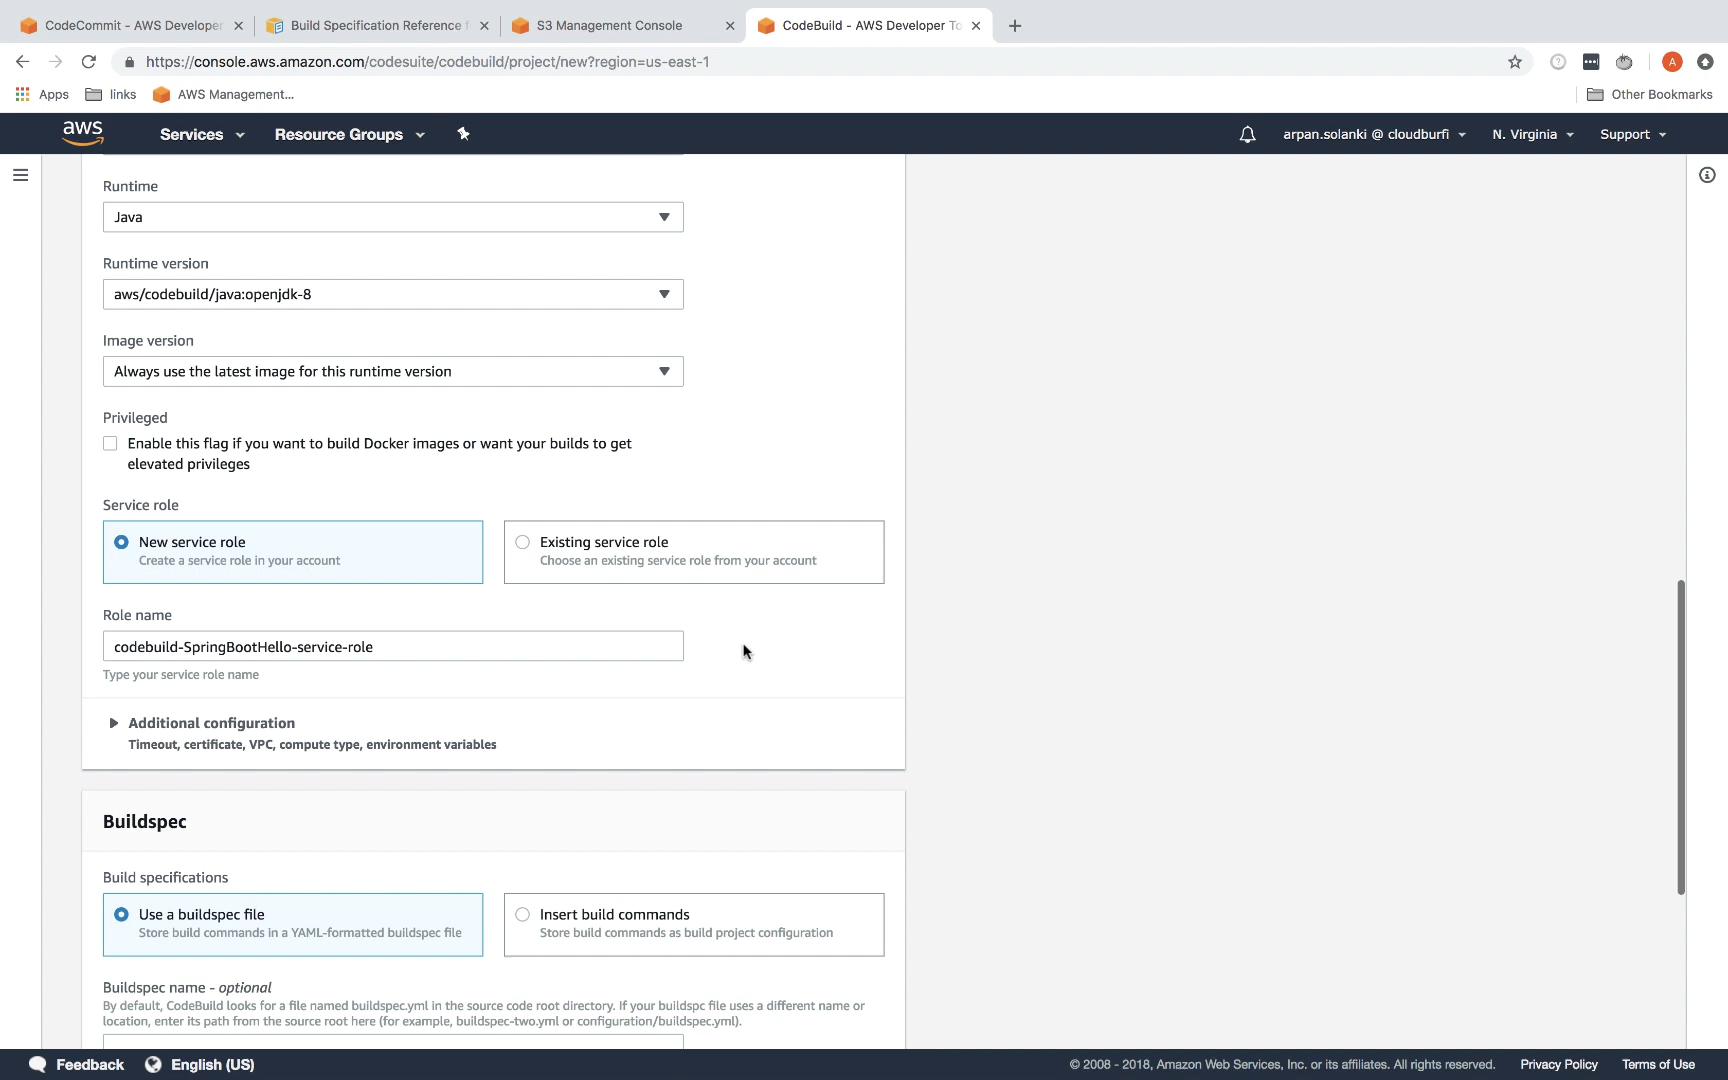 CodeCommit - AWS Developer
Build Specification Reference f
S3 Management Console
CodeBuild - AWS Developer To
https://console.aws.amazon.com/codesuite/codebuild/project/new?region=us-east-1
A
Apps
links
AWS Management...
Other Bookmarks
aws
Services
Resource Groups
arpan.solanki @ cloudburfi
N. Virginia
Support
Runtime
Java
Runtime version
aws/codebuild/java:openjdk-8
Image version
Always use the latest image for this runtime version
Privileged
Enable this flag if you want to build Docker images or want your builds to get
elevated privileges
Service role
New service role
Create a service role in your account
Existing service role
Choose an existing service role from your account
Role name
codebuild-SpringBootHello-service-role
Type your service role name
Additional configuration
Timeout, certificate, VPC, compute type, environment variables
Buildspec
Build specifications
Use a buildspec file
Store build commands in a YAML-formatted buildspec file
Insert build commands
Store build commands as build project configuration
Buildspec name - optional
By default, CodeBuild looks for a file named buildspec.yml in the source code root directory. If your buildspc file uses a different name or
location, enter its path from the source root here (for example, buildspec-two.yml or configuration/buildspec.yml).
Feedback
English (US)
© 2008 - 2018, Amazon Web Services, Inc. or its affiliates. All rights reserved.
Privacy Policy
Terms of Use